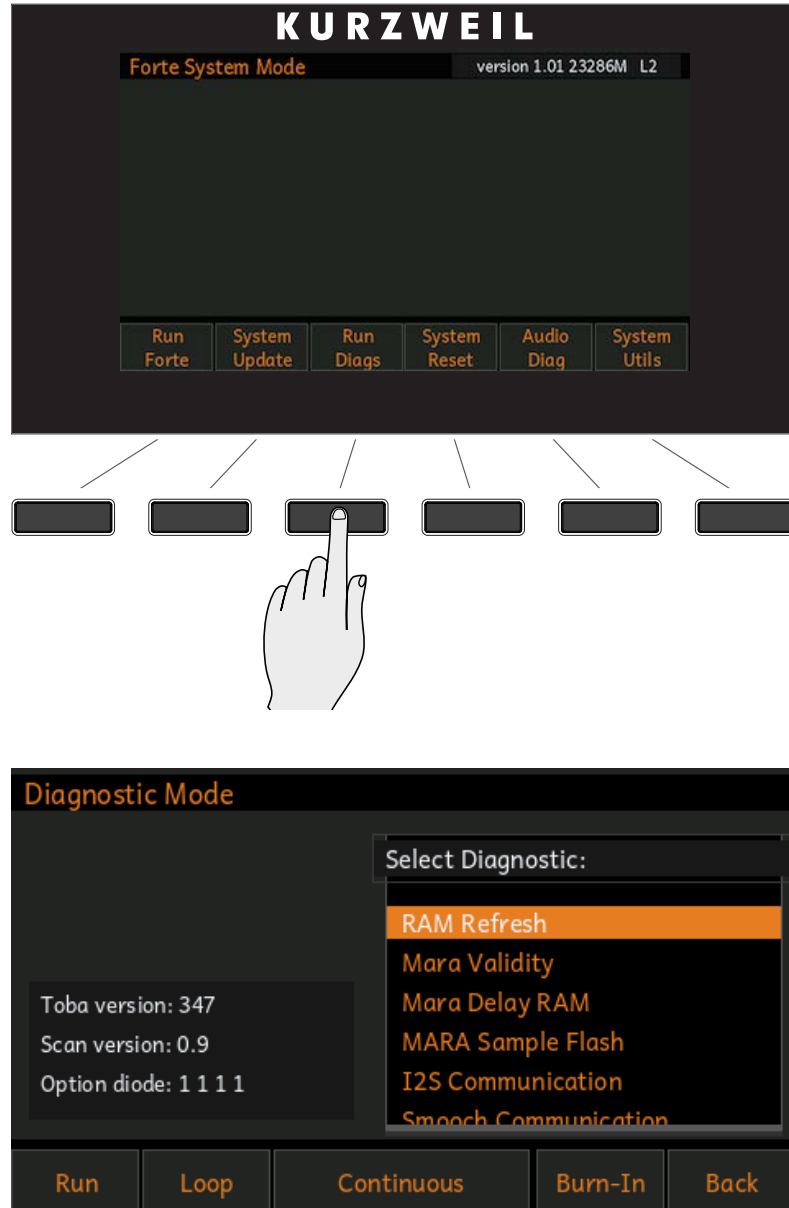 KURZWEIL
Forte System Mode version 1.01 23286M L2
Run Forte System Update Run Diags System Reset Audio Diag System Utils
Diagnostic Mode
Select Diagnostic:
RAM Refresh
Mara Validity
Mara Delay RAM
MARA Sample Flash
I2S Communication
Smooch Communication
Toba version: 347
Scan version: 0.9
Option diode: 1 1 1 1
Run Loop Continuous Burn-In Back